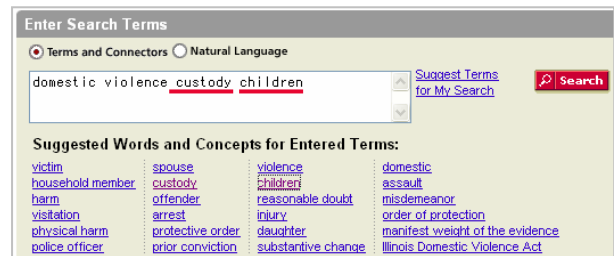 Enter Search Terms
Terms and Connectors Natural Language
domestic violence custody children
Suggest Terms
for My Search
Search
Suggested Words and Concepts for Entered Terms:
victim spouse violence domestic
household member custody children assault
harm offender reasonable doubt misdemeanor
visitation arrest injury order of protection
physical harm protective order daughter manifest weight of the evidence
police officer prior conviction substantive change Illinois Domestic Violence Act